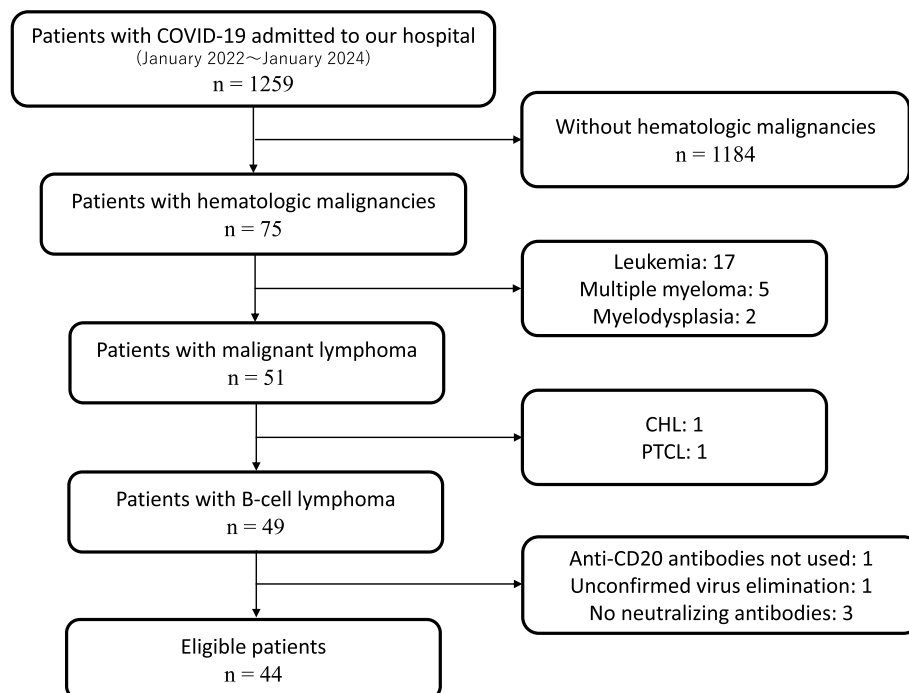 Patients with COVID-19 admitted to our hospital
(January 2022～January 2024)
n = 1259
Without hematologic malignancies
n = 1184
Patients with hematologic malignancies
n = 75
Leukemia: 17
Multiple myeloma: 5
Myelodysplasia: 2
Patients with malignant lymphoma
n = 51
CHL: 1
PTCL: 1
Patients with B-cell lymphoma
n = 49
Anti-CD20 antibodies not used: 1
Unconfirmed virus elimination: 1
No neutralizing antibodies: 3
Eligible patients
n = 44